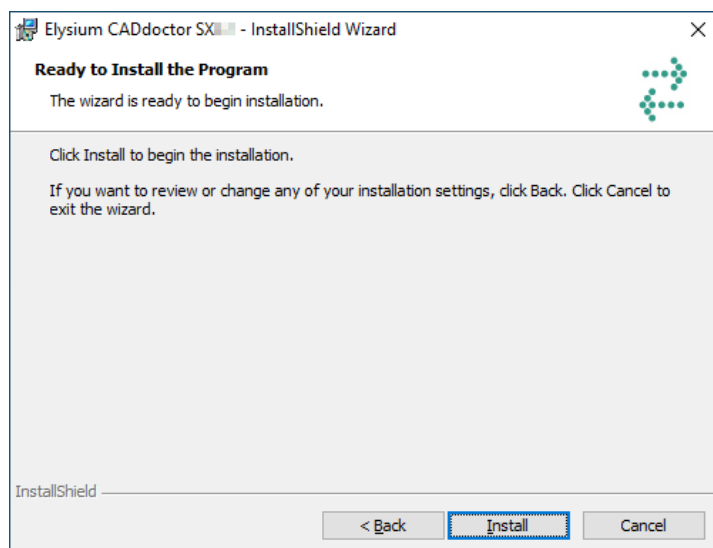 Elysium CADdoctor SX - InstallShield Wizard
Ready to Install the Program
The wizard is ready to begin installation.
Click Install to begin the installation.
If you want to review or change any of your installation settings, click Back. Click Cancel to
exit the wizard.
InstallShield
< Back
Install
Cancel